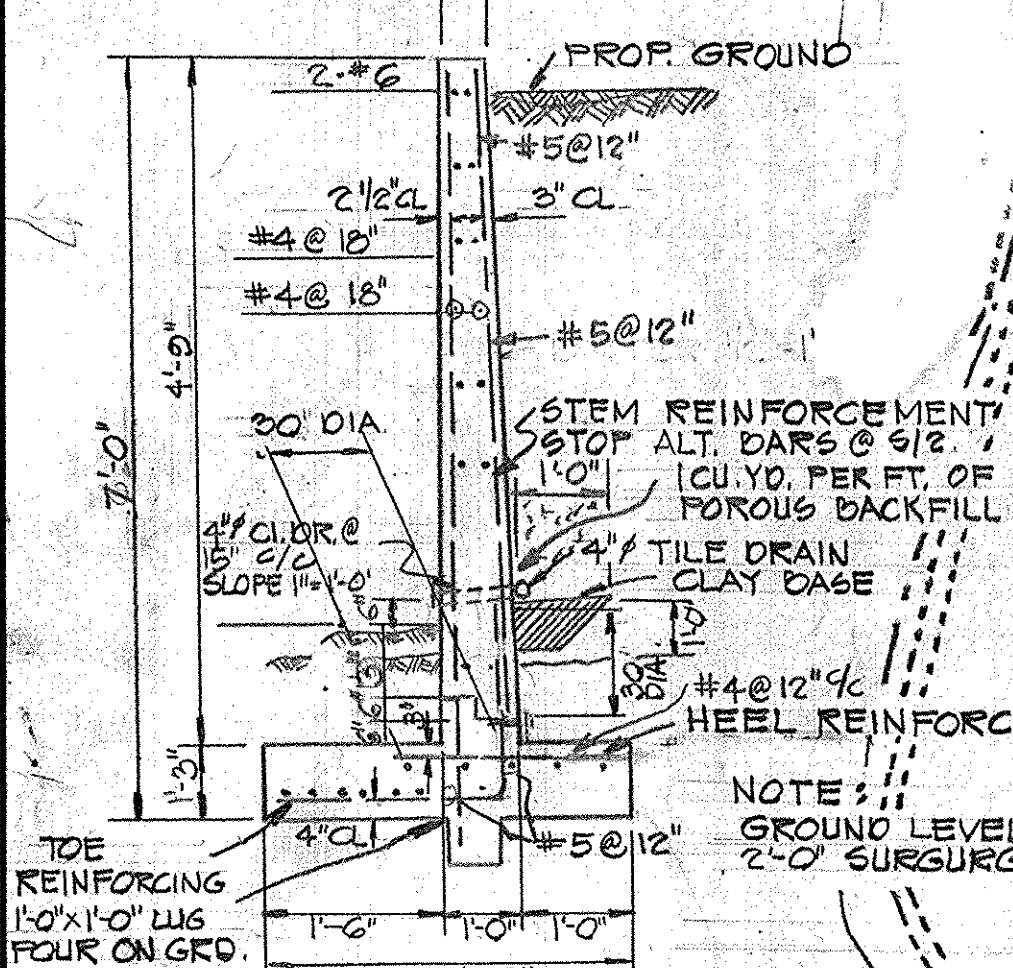 PROP. GROUND
2-#6
#5@12"
2 1/2" CL
3" CL
#4 @ 18"
#4 @ 18"
#5@12"
4'-9"
7'-0"
30" DIA.
STEM REINFORCEMENT
STOP ALT. BARS @ 5/2
1'-0"
1 CU. YD. PER FT. OF
POROUS BACKFILL
4"ø C.I. DR. @
15" C/C
SLOPE 1"=1'-0"
4"ø TILE DRAIN
CLAY BASE
6"
1'-0"
30
DIA.
#4@12" C/C
HEEL REINFORC
3"
1'-3"
NOTE:
GROUND LEVEL
2'-0" SURGURG
4" CL
#5@12"
TOE
REINFORCING
1'-0"x1'-0" LUG
FOUR ON GRD.
1'-6"
1'-0"
1'-0"